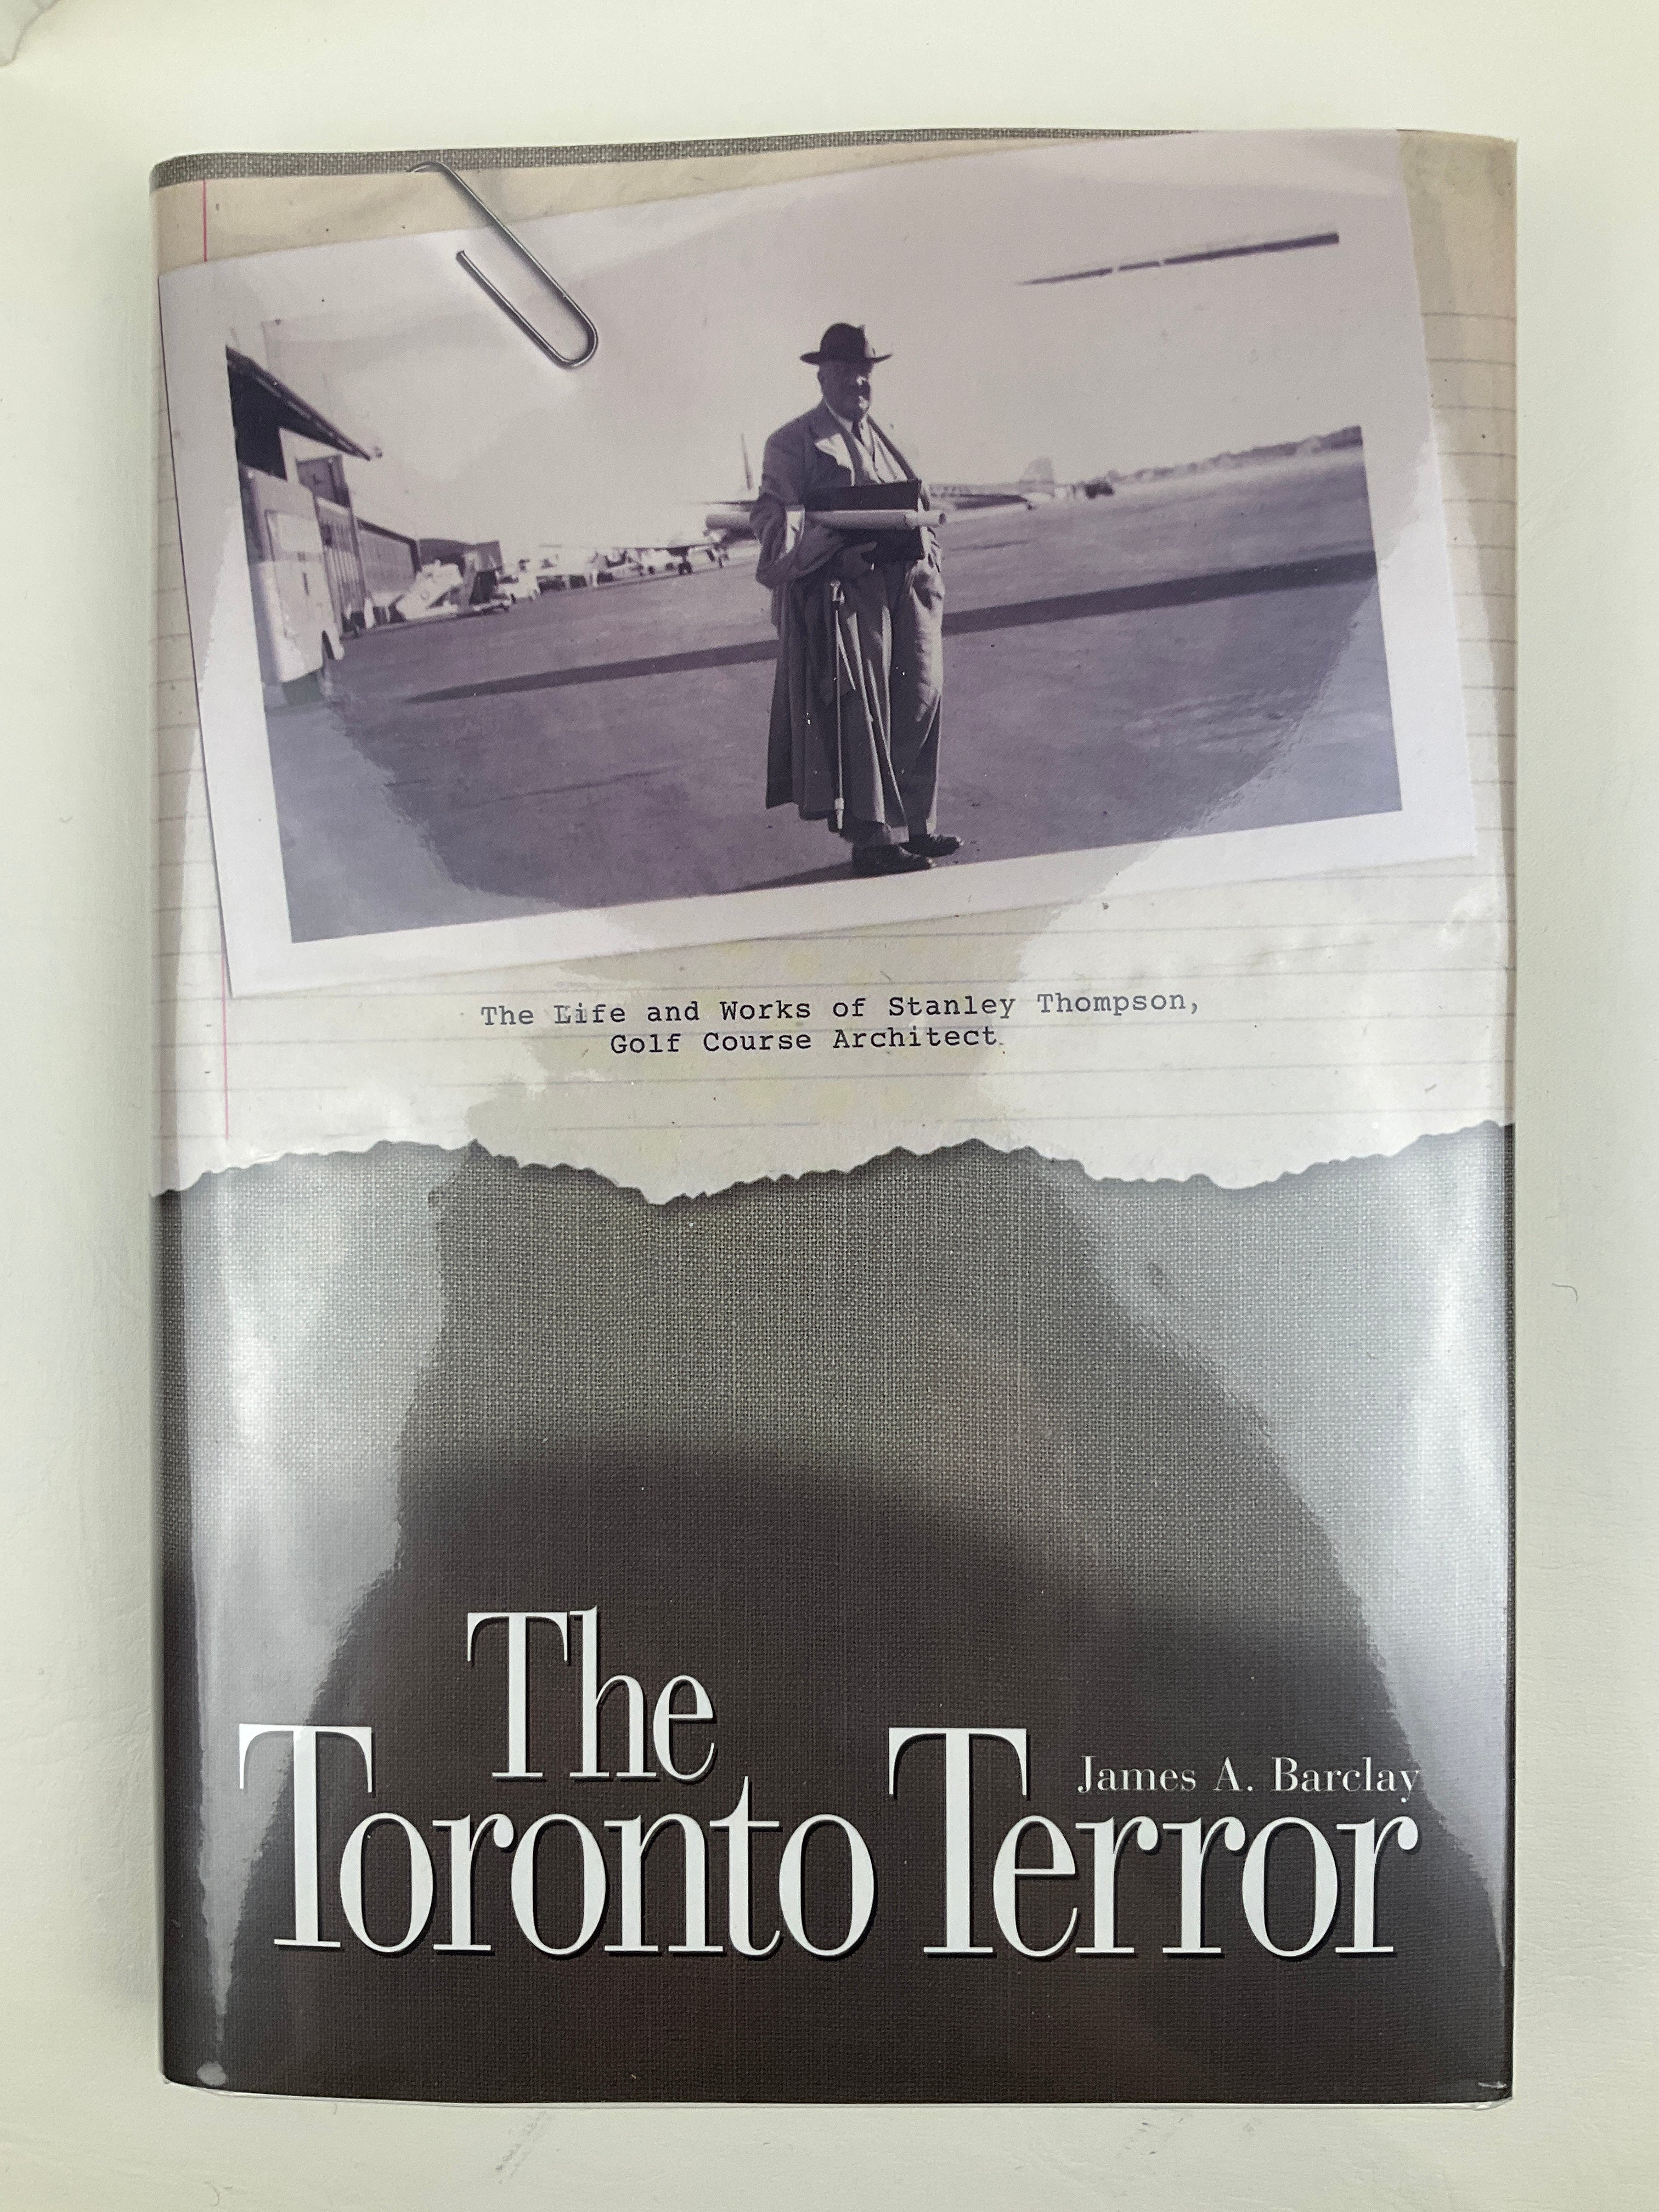 The Life and Works of Stanley Thompson,
Golf Course Architect.
The
James A. Barclay
Toronto Terror